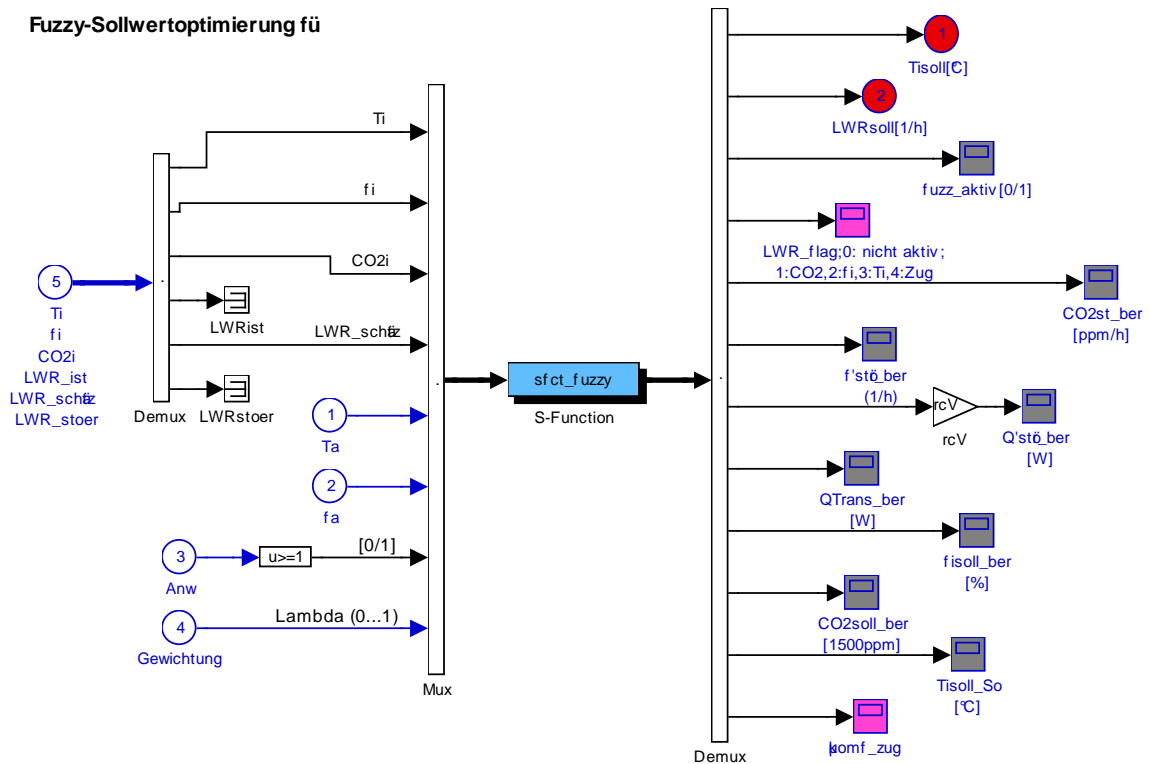 Fuzzy-Sollwertoptimierung fü
Ti
fi
CO2i
LWRist
LWR_schätz
LWRstoer
Demux
5
Ti
fi
CO2i
LWR_ist
LWR_schätz
LWR_stoer
1
Ta
2
fa
3
Anw
u>=1
[0/1]
4
Gewichtung
Lambda (0...1)
Mux
sfct_fuzzy
S-Function
1
Tisoll[°C]
2
LWRsoll[1/h]
fuzz_aktiv[0/1]
LWR_flag;0: nicht aktiv;
1:CO2,2:fi,3:Ti,4:Zug
CO2st_ber
[ppm/h]
f'stö_ber
(1/h)
rcV
rcV
Q'stö_ber
[W]
QTrans_ber
[W]
fisoll_ber
[%]
CO2soll_ber
[1500ppm]
Tisoll_So
[°C]
komf_zug
Demux